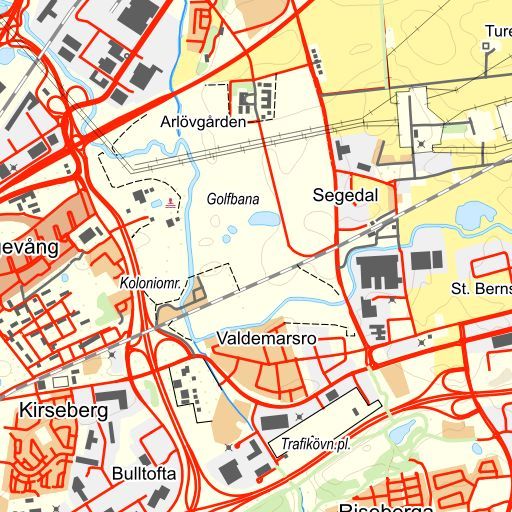 Ture
Arlövgården
Golfbana
Segedal
evång
Koloniomr.
St. Berns
Valdemarsro
Kirseberg
Trafikövn.pl.
Bulltofta
Riseberga